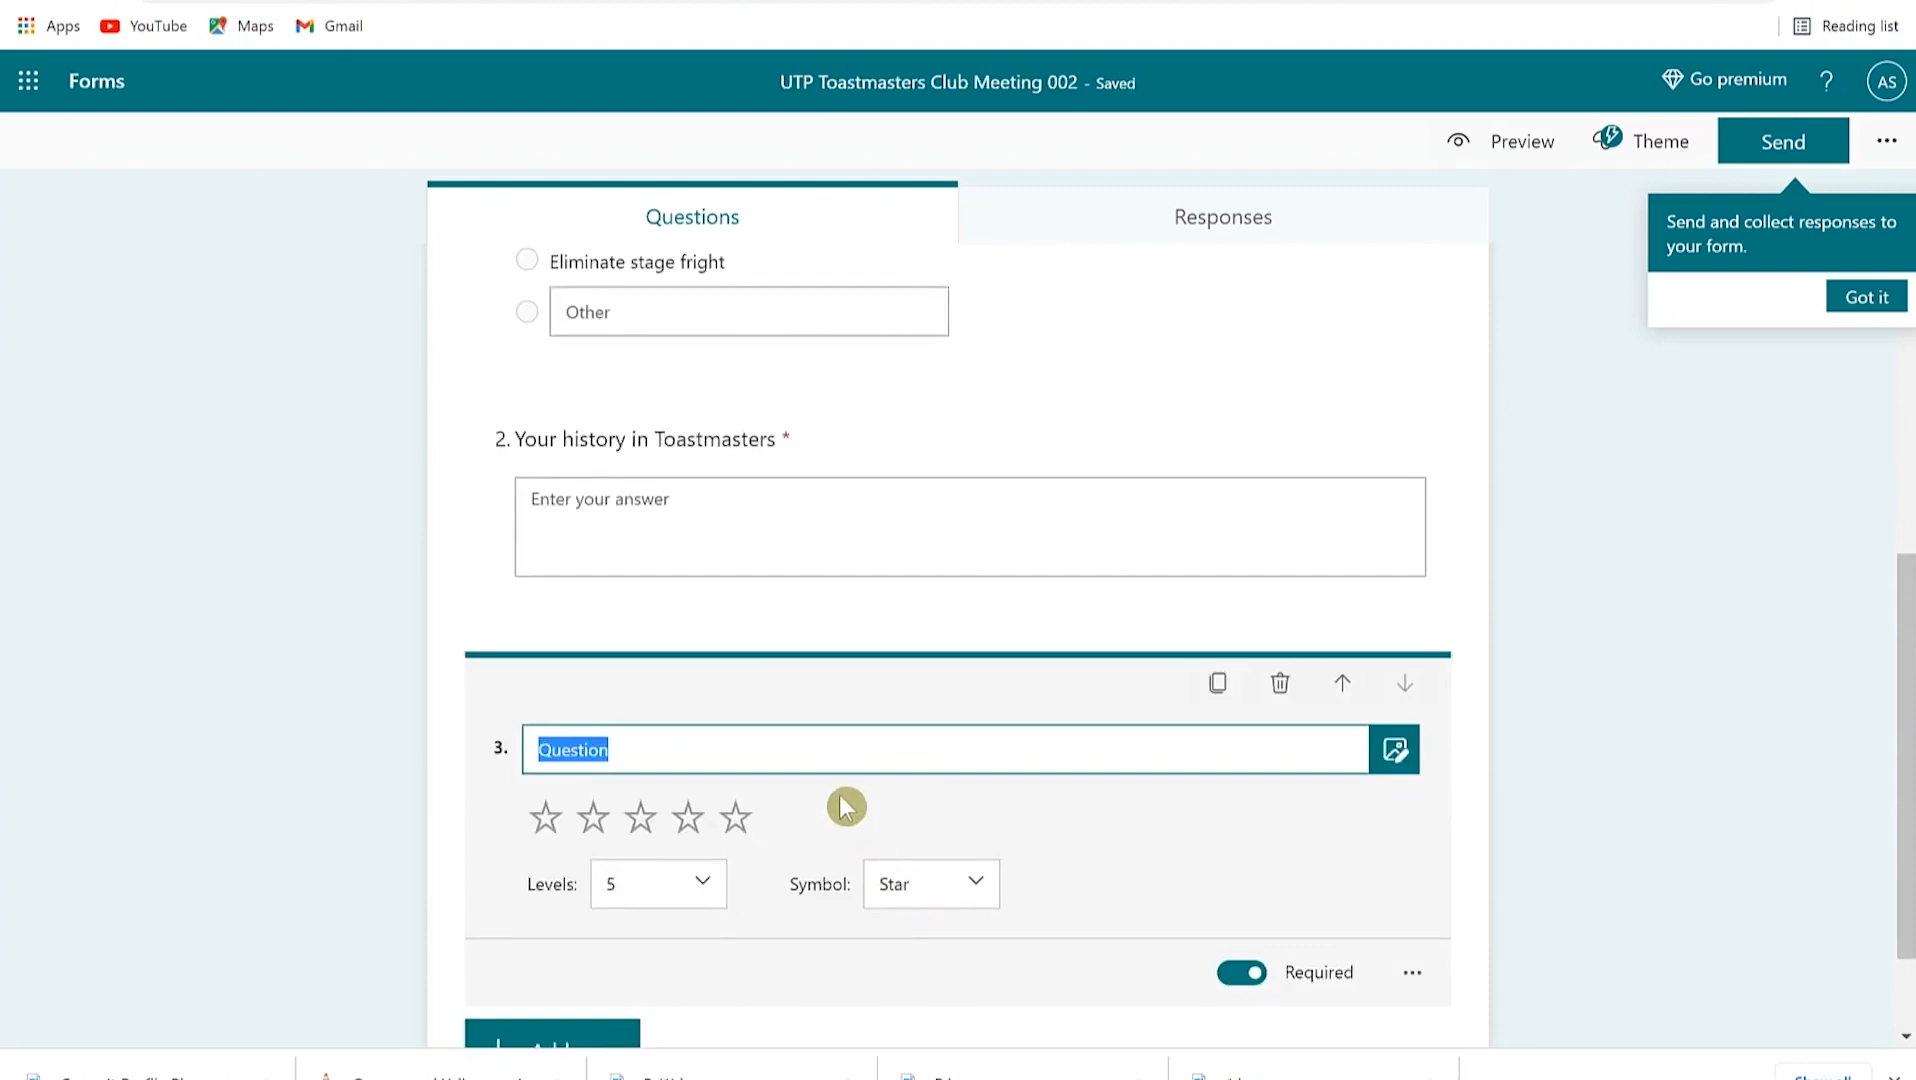 Apps YouTube Maps Gmail Reading list
Forms UTP Toastmasters Club Meeting 002 - Saved Go premium ? AS
Preview Theme Send ...
Questions Responses
Send and collect responses to
your form.
Got it
Eliminate stage fright
Other
2. Your history in Toastmasters *
Enter your answer
3. Question
Levels: 5 Symbol: Star
Required ...